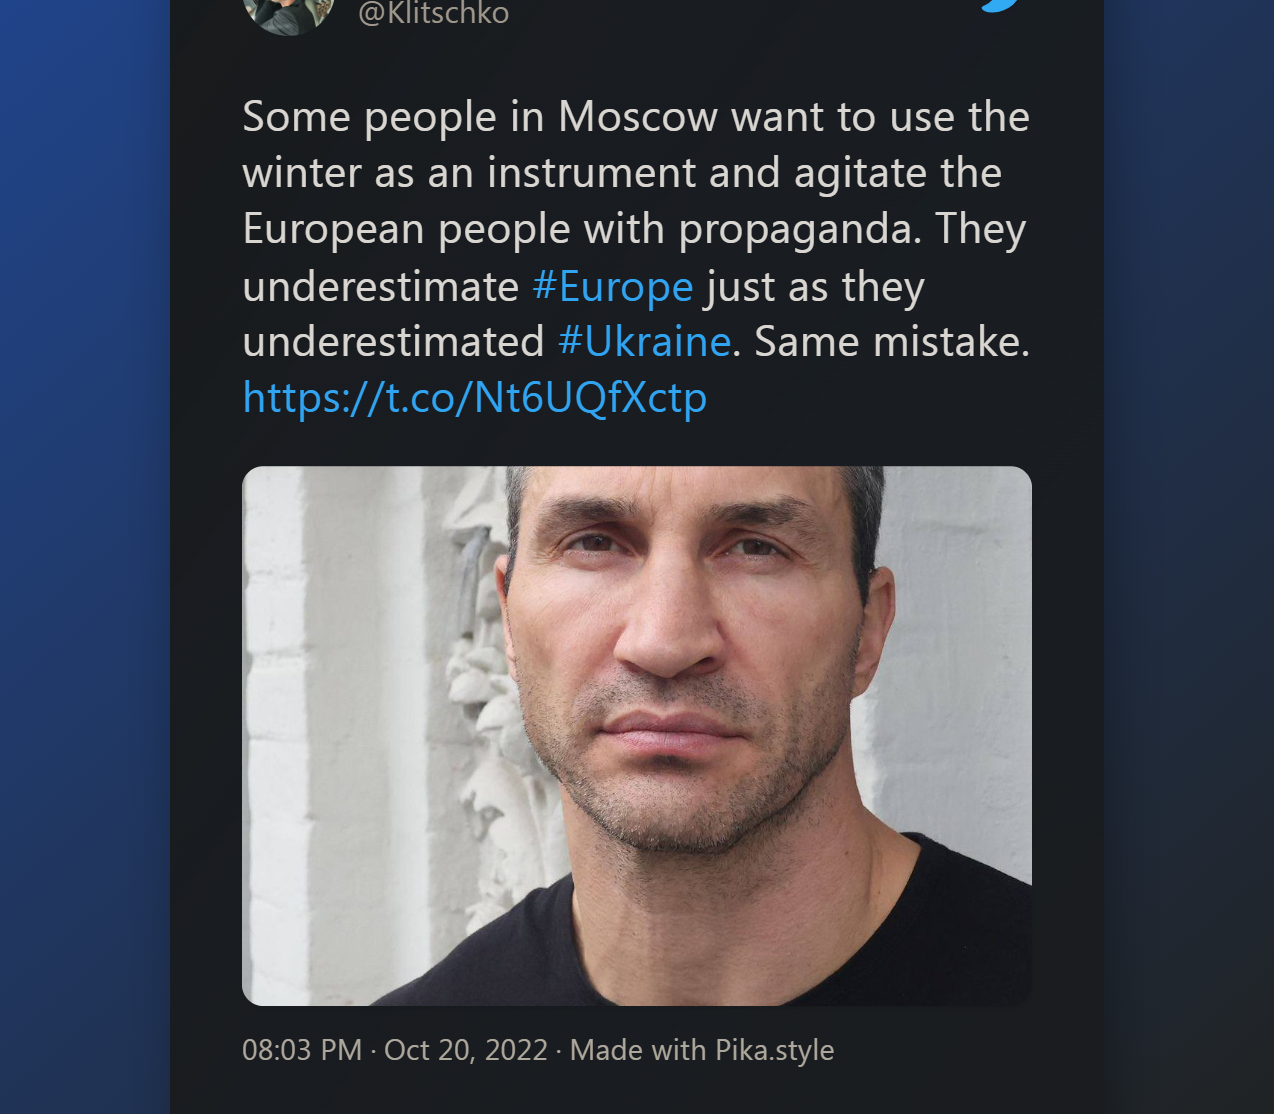 @Klitschko
Some people in Moscow want to use the
winter as an instrument and agitate the
European people with propaganda. They
underestimate #Europe just as they
underestimated #Ukraine. Same mistake.
https://t.co/Nt6UQfXctp
08:03 PM · Oct 20, 2022 · Made with Pika.style